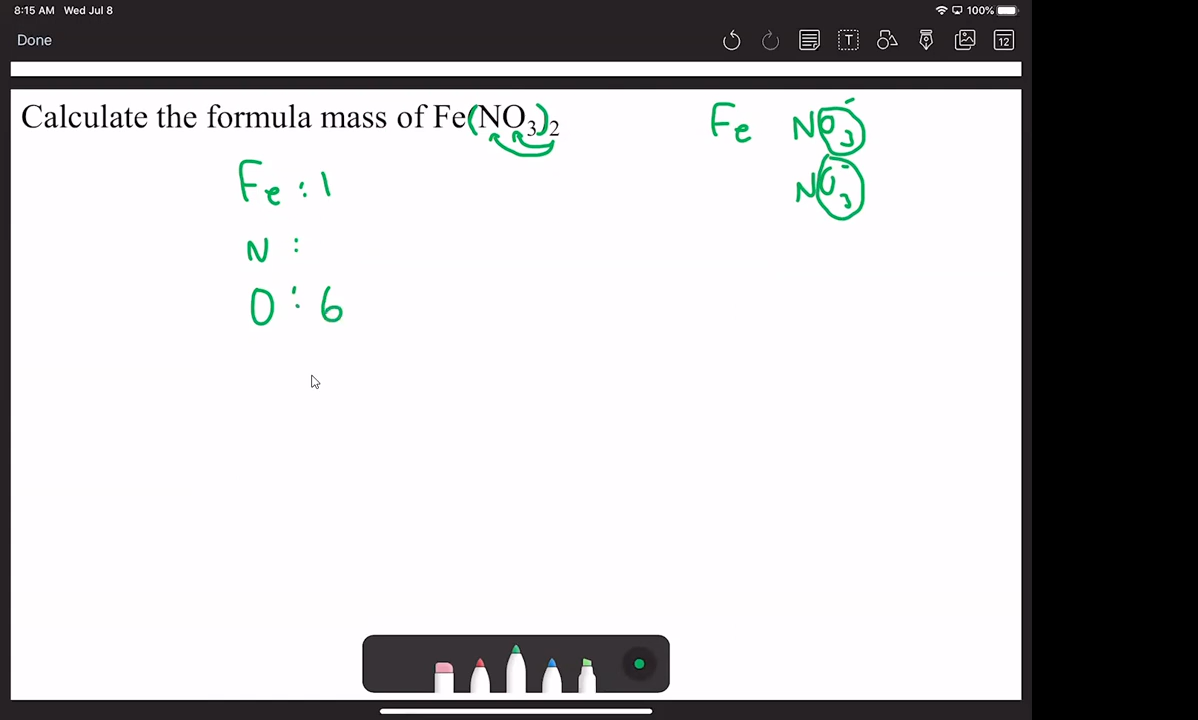 8:15 AM Wed Jul 8
100%
Done
T
12
Calculate the formula mass of Fe(NO₃)₂
Fe NO₃⁻
NO₃⁻
Fe : 1
N :
O : 6